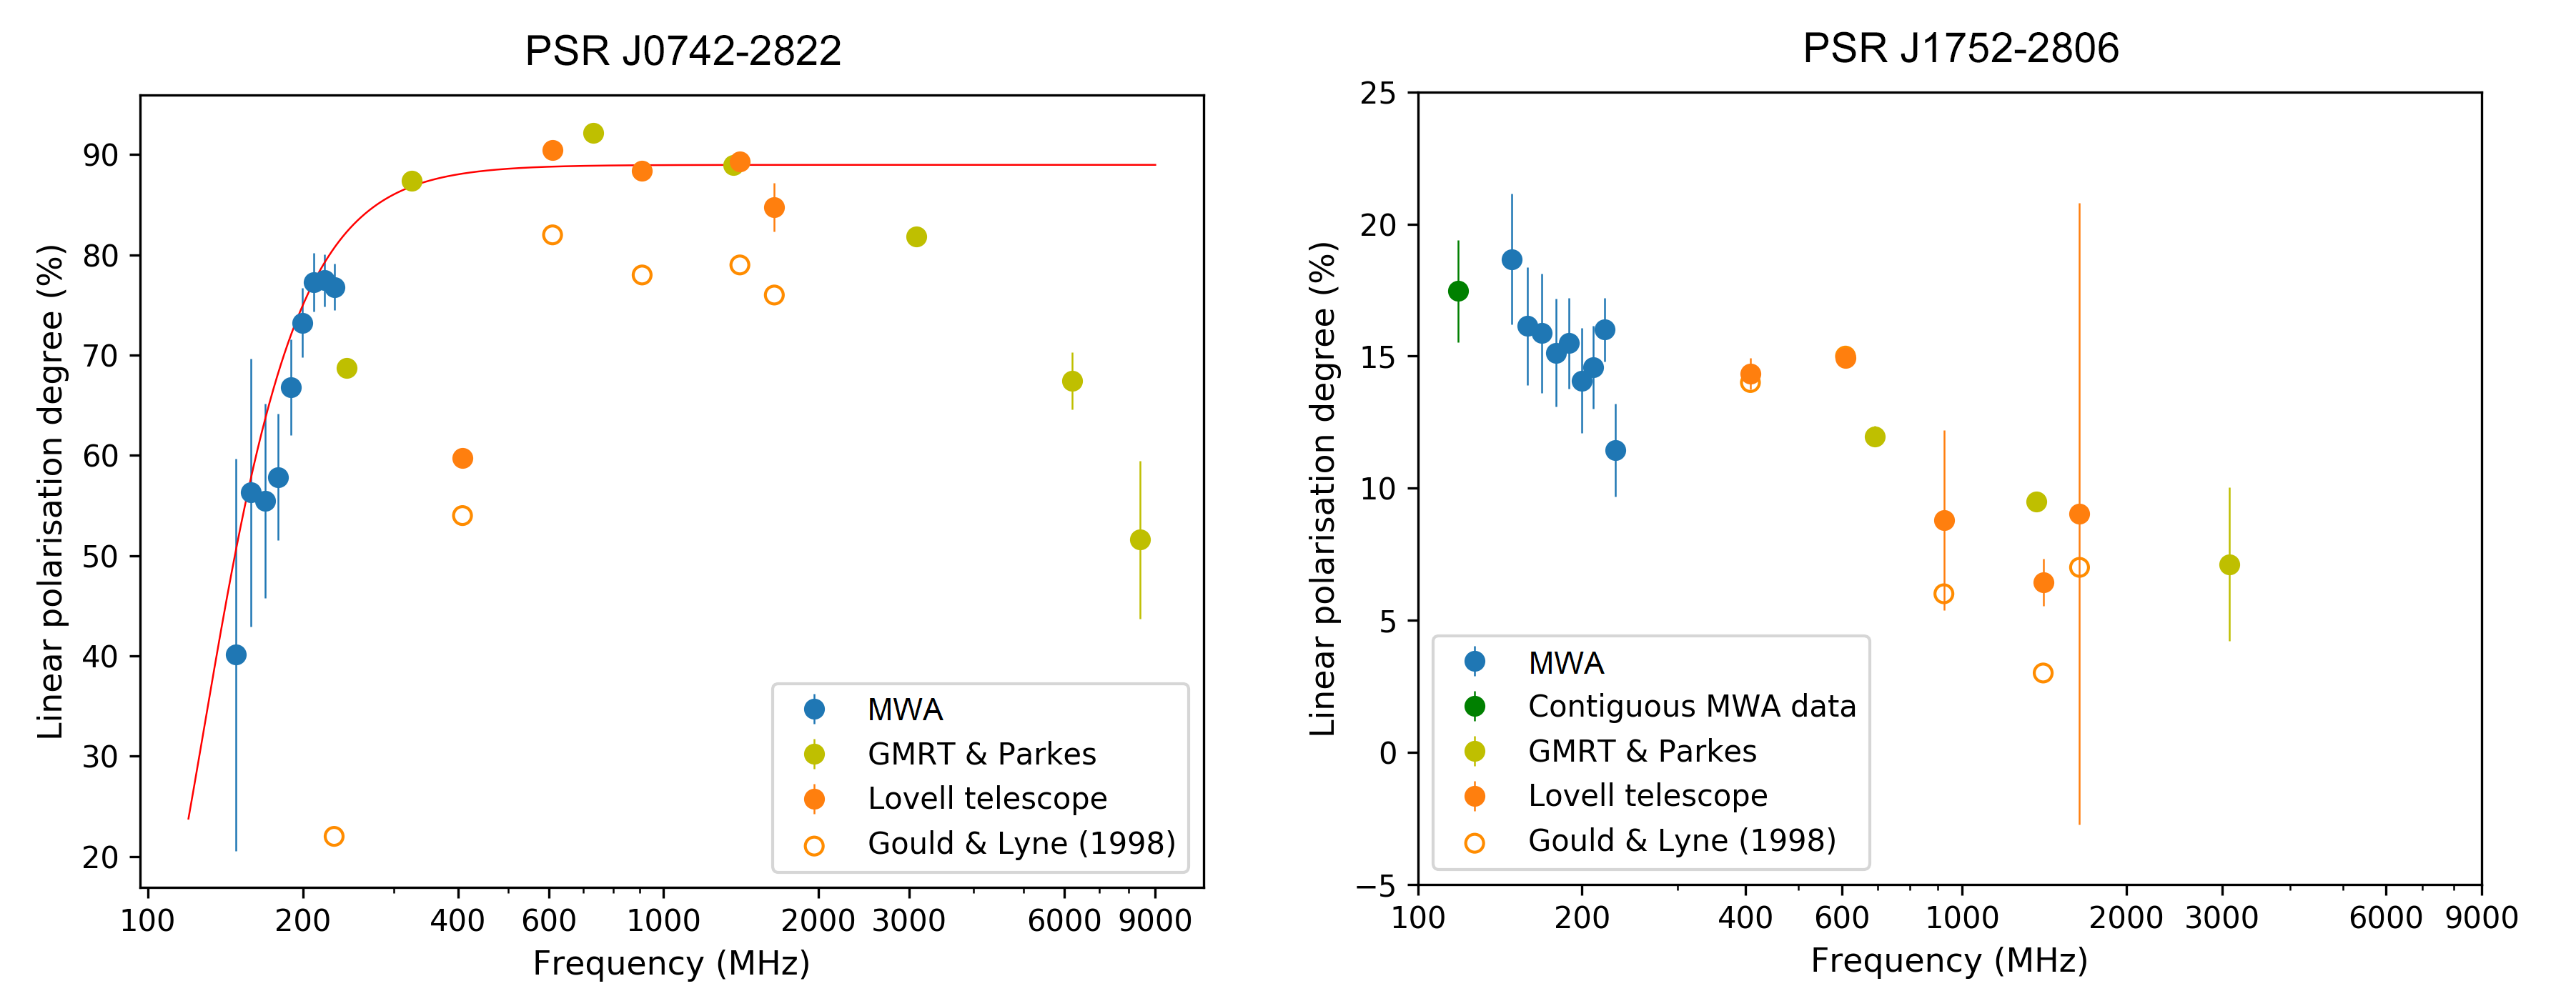 PSR J0742-2822
Linear polarisation degree (%)
90
80
70
60
50
40
30
20
100 200 400 600 1000 2000 3000 6000 9000
Frequency (MHz)
MWA
GMRT & Parkes
Lovell telescope
Gould & Lyne (1998)
PSR J1752-2806
Linear polarisation degree (%)
25
20
15
10
5
0
−5
100 200 400 600 1000 2000 3000 6000 9000
Frequency (MHz)
MWA
Contiguous MWA data
GMRT & Parkes
Lovell telescope
Gould & Lyne (1998)